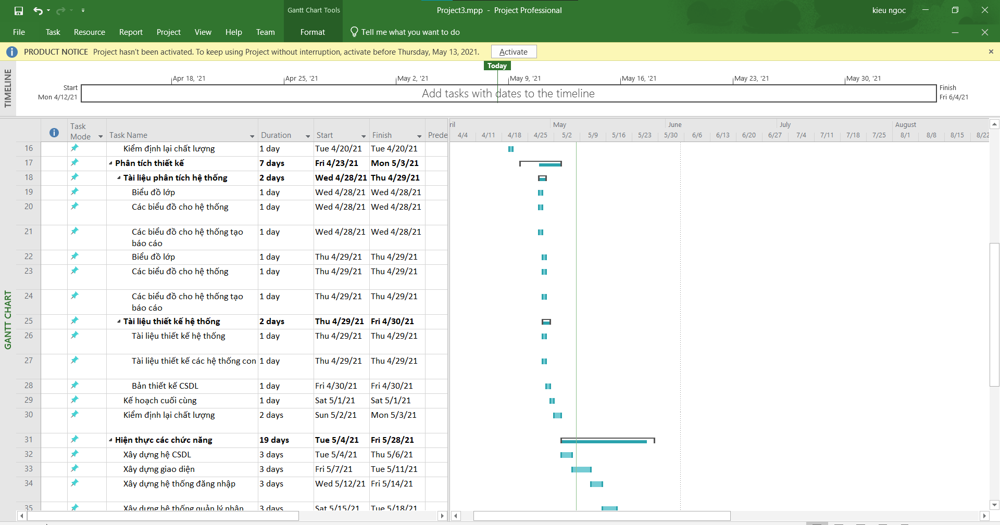 Gantt Chart Tools
Project3.mpp - Project Professional
kieu ngoc
File Task Resource Report Project View Help Team Format Tell me what you want to do
PRODUCT NOTICE Project hasn't been activated. To keep using Project without interruption, activate before Thursday, May 13, 2021. Activate
TIMELINE
Today
Apr 18, '21 Apr 25, '21 May 2, '21 May 9, '21 May 16, '21 May 23, '21 May 30, '21
Start
Mon 4/12/21
Add tasks with dates to the timeline
Finish
Fri 6/4/21
GANTT CHART
Task Mode Task Name Duration Start Finish Prede
ril May June July August
4/4 4/11 4/18 4/25 5/2 5/9 5/16 5/23 5/30 6/6 6/13 6/20 6/27 7/4 7/11 7/18 7/25 8/1 8/8 8/15 8/22
16 Kiểm định lại chất lượng 1 day Tue 4/20/21 Tue 4/20/21
17 Phân tích thiết kế 7 days Fri 4/23/21 Mon 5/3/21
18 Tài liệu phân tích hệ thống 2 days Wed 4/28/21 Thu 4/29/21
19 Biểu đồ lớp 1 day Wed 4/28/21 Wed 4/28/21
20 Các biểu đồ cho hệ thống 1 day Wed 4/28/21 Wed 4/28/21
21 Các biểu đồ cho hệ thống tạo báo cáo 1 day Wed 4/28/21 Wed 4/28/21
22 Biểu đồ lớp 1 day Thu 4/29/21 Thu 4/29/21
23 Các biểu đồ cho hệ thống 1 day Thu 4/29/21 Thu 4/29/21
24 Các biểu đồ cho hệ thống tạo báo cáo 1 day Thu 4/29/21 Thu 4/29/21
25 Tài liệu thiết kế hệ thống 2 days Thu 4/29/21 Fri 4/30/21
26 Tài liệu thiết kế hệ thống 1 day Thu 4/29/21 Thu 4/29/21
27 Tài liệu thiết kế các hệ thống con 1 day Thu 4/29/21 Thu 4/29/21
28 Bản thiết kế CSDL 1 day Fri 4/30/21 Fri 4/30/21
29 Kế hoạch cuối cùng 1 day Sat 5/1/21 Sat 5/1/21
30 Kiểm định lại chất lượng 2 days Sun 5/2/21 Mon 5/3/21
31 Hiện thực các chức năng 19 days Tue 5/4/21 Fri 5/28/21
32 Xây dựng hệ CSDL 3 days Tue 5/4/21 Thu 5/6/21
33 Xây dựng giao diện 3 days Fri 5/7/21 Tue 5/11/21
34 Xây dựng hệ thống đăng nhập 3 days Wed 5/12/21 Fri 5/14/21
35 Xây dựng hệ thống quản lý nhân 3 days Sat 5/15/21 Tue 5/18/21